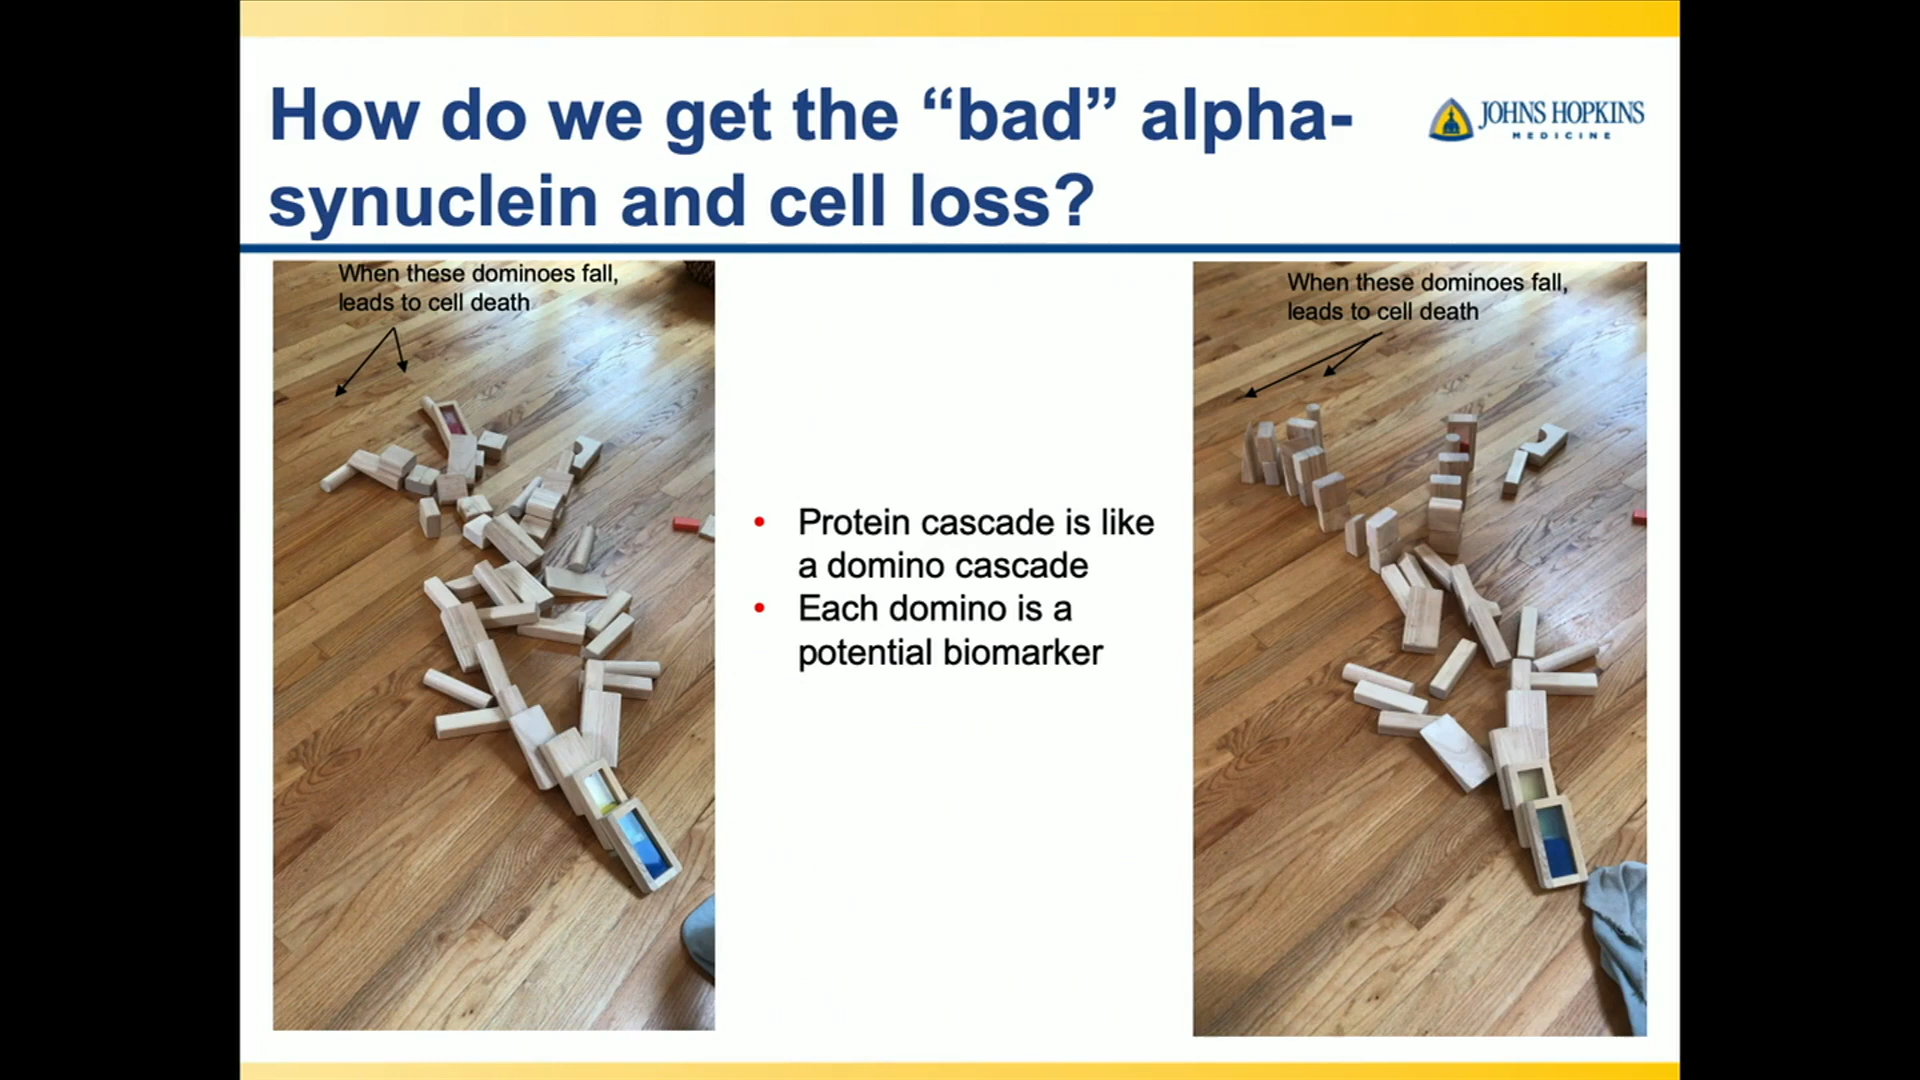 How do we get the “bad” alpha-
synuclein and cell loss?
JOHNS HOPKINS
MEDICINE
When these dominoes fall,
leads to cell death
Protein cascade is like
a domino cascade
Each domino is a
potential biomarker
When these dominoes fall,
leads to cell death